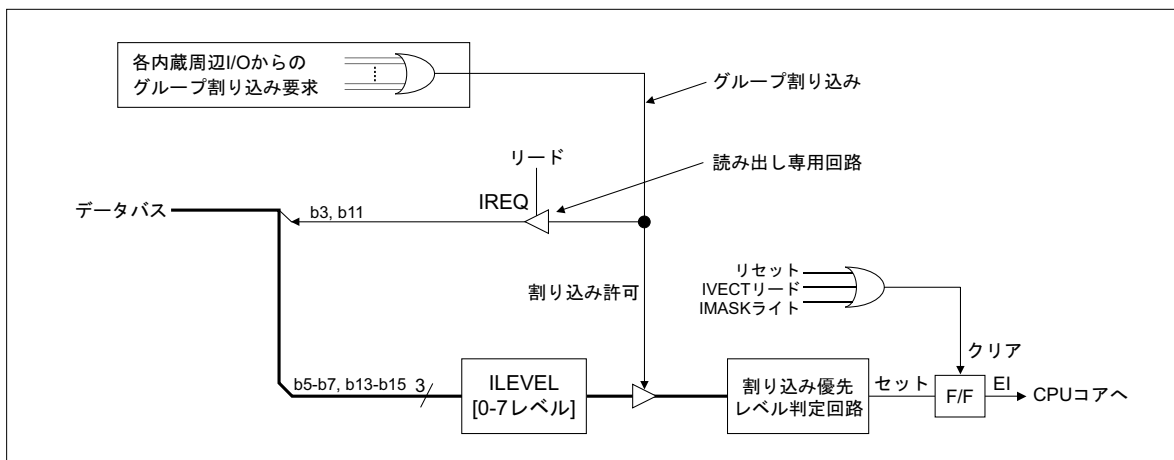 各内蔵周辺I/Oからの
グループ割り込み要求
グループ割り込み
リード
読み出し専用回路
IREQ
データバス
b3, b11
リセット
IVECTリード
IMASKライト
割り込み許可
クリア
b5-b7, b13-b15
3
ILEVEL
[0-7レベル]
割り込み優先
レベル判定回路
セット
F/F
EI
CPUコアへ